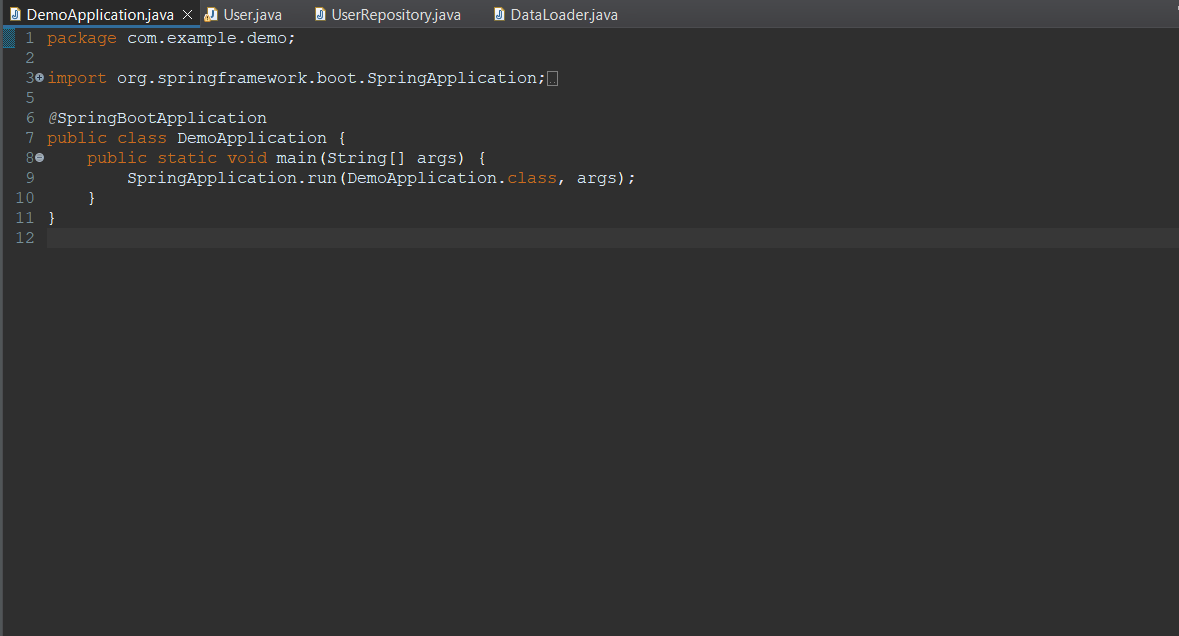 DemoApplication.java User.java UserRepository.java DataLoader.java
1 package com.example.demo;
2
3 import org.springframework.boot.SpringApplication;
5
6 @SpringBootApplication
7 public class DemoApplication {
8     public static void main(String[] args) {
9         SpringApplication.run(DemoApplication.class, args);
10     }
11 }
12